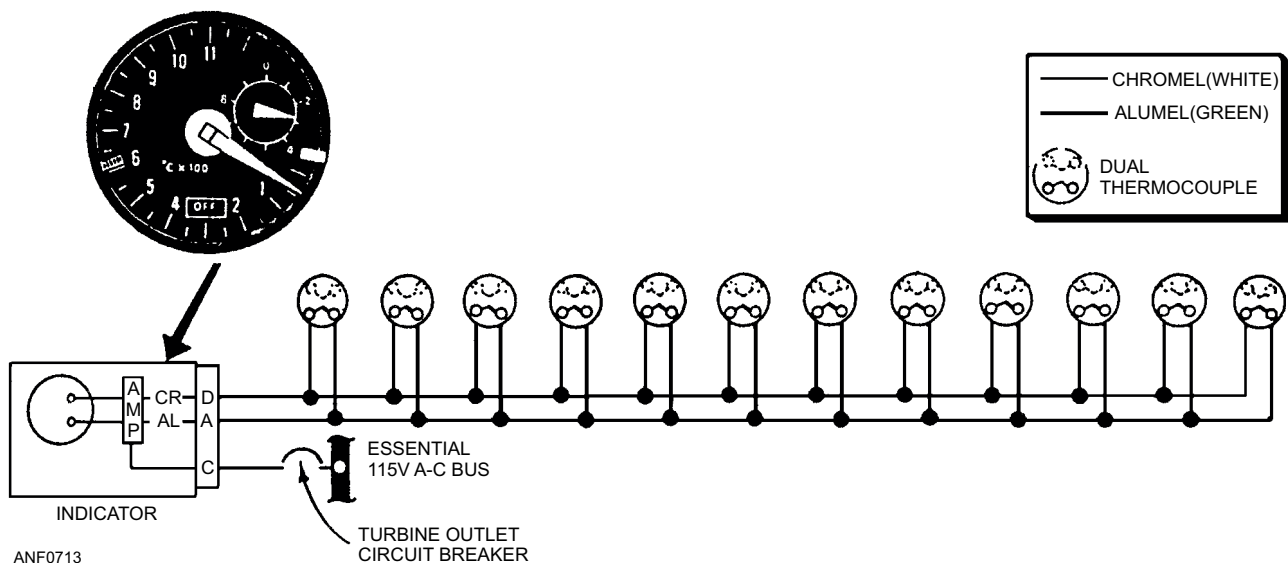 11
10
9
8
7
6
5
4
OFF
2
1
°C x 100
0
2
4
8
CHROMEL(WHITE)
ALUMEL(GREEN)
DUAL
THERMOCOUPLE
AMP
CR
D
AL
A
C
ESSENTIAL
115V A-C BUS
INDICATOR
TURBINE OUTLET
CIRCUIT BREAKER
ANF0713